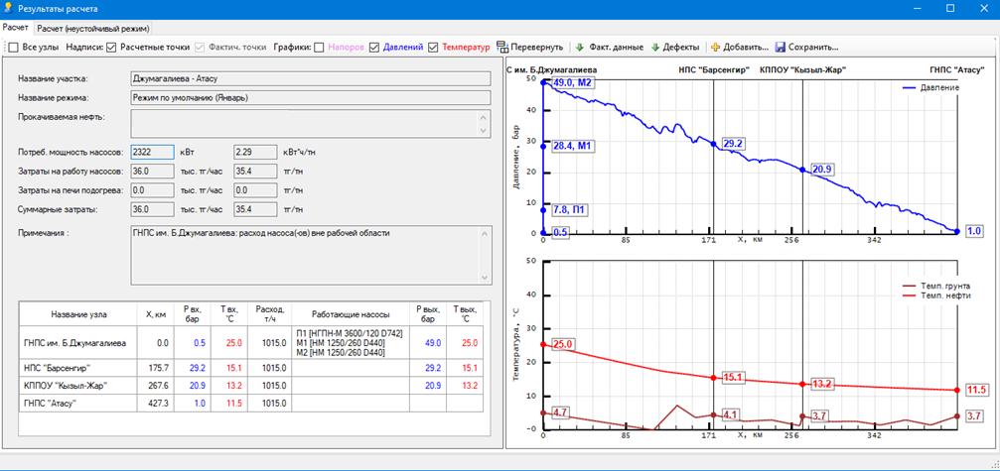 Результаты расчета
Расчет Расчет (неустойчивый режим)
Все узлы Надписи: Расчетные точки Фактич. точки Графики: Напоров Давлений Температур Перевернуть Факт. данные Дефекты Добавить... Сохранить...
Название участка: Джумагалиева - Атасу
Название режима: Режим по умолчанию (Январь)
Прокачиваемая нефть:
Потреб. мощность насосов: 2322 кВт 2.29 кВт*ч/тн
Затраты на работу насосов: 36.0 тыс. тг/час 35.4 тг/тн
Затраты на печи подогрева: 0.0 тыс. тг/час 0.0 тг/тн
Суммарные затраты: 36.0 тыс. тг/час 35.4 тг/тн
Примечания : ГНПС им. Б.Джумагалиева: расход насоса(-ов) вне рабочей области
Название узла X, км P вх, бар T вх, °C Расход, т/ч Работающие насосы P вых, бар T вых, °C
ГНПС им. Б.Джумагалиева 0.0 0.5 25.0 1015.0 П1 [НГПН-М 3600/120 D742] 49.0 25.0
М1 [НМ 1250/260 D440]
М2 [НМ 1250/260 D440]
НПС "Барсенгир" 175.7 29.2 15.1 1015.0 29.2 15.1
КППОУ "Кызыл-Жар" 267.6 20.9 13.2 1015.0 20.9 13.2
ГНПС "Атасу" 427.3 1.0 11.5 1015.0
С им. Б.Джумагалиева НПС "Барсенгир" КППОУ "Кызыл-Жар" ГНПС "Атасу"
Давление
Давление, бар
50
40
30
20
10
0
49.0, М2
28.4, М1
7.8, П1
0.5
29.2
20.9
1.0
0 85 171 X, км 256 342
Темп. грунта
Темп. нефти
Температура, °C
50
40
30
20
10
-0
25.0
15.1
13.2
11.5
4.7
4.1
3.7
3.7
0 85 171 X, км 256 342